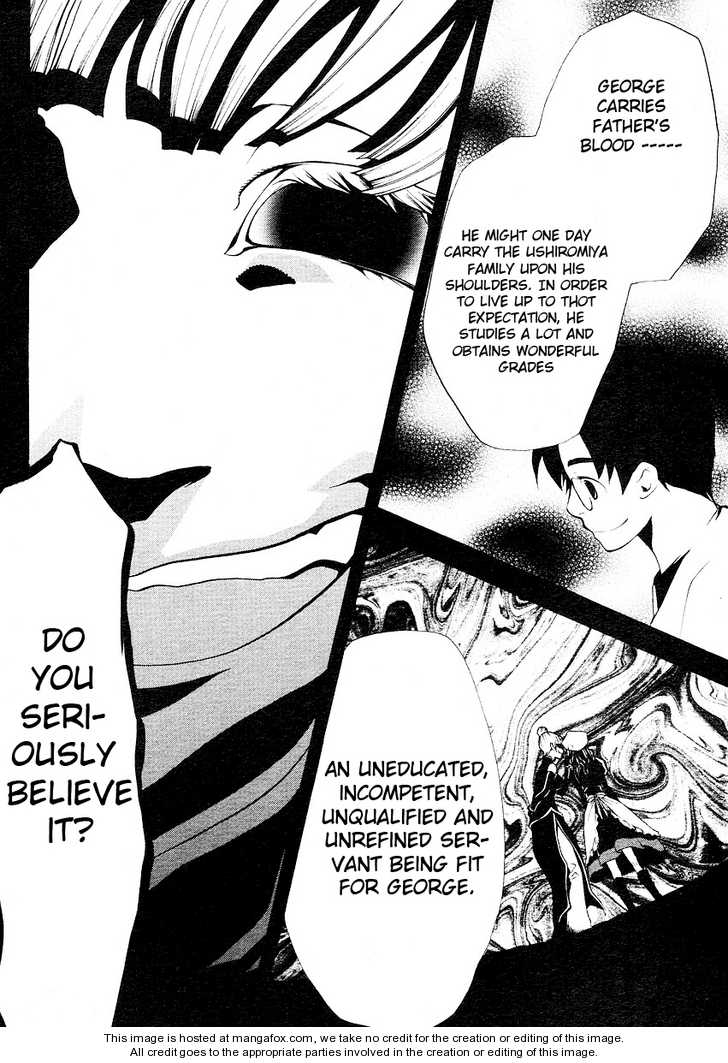 GEORGE
CARRIES
FATHER'S
BLOOD -----
HE MIGHT ONE DAY
CARRY THE USHIROMIYA
FAMILY UPON HIS
SHOULDERS. IN ORDER
TO LIVE UP TO THOT
EXPECTATION, HE
STUDIES A LOT AND
OBTAINS WONDERFUL
GRADES
AN UNEDUCATED,
INCOMPETENT,
UNQUALIFIED AND
UNREFINED SER-
VANT BEING FIT
FOR GEORGE.
DO
YOU
SERI-
OUSLY
BELIEVE
IT?
This image is hosted at mangafox.com, we take no credit for the creation or editing of this image.
All credit goes to the appropriate parties involved in the creation or editing of this image.